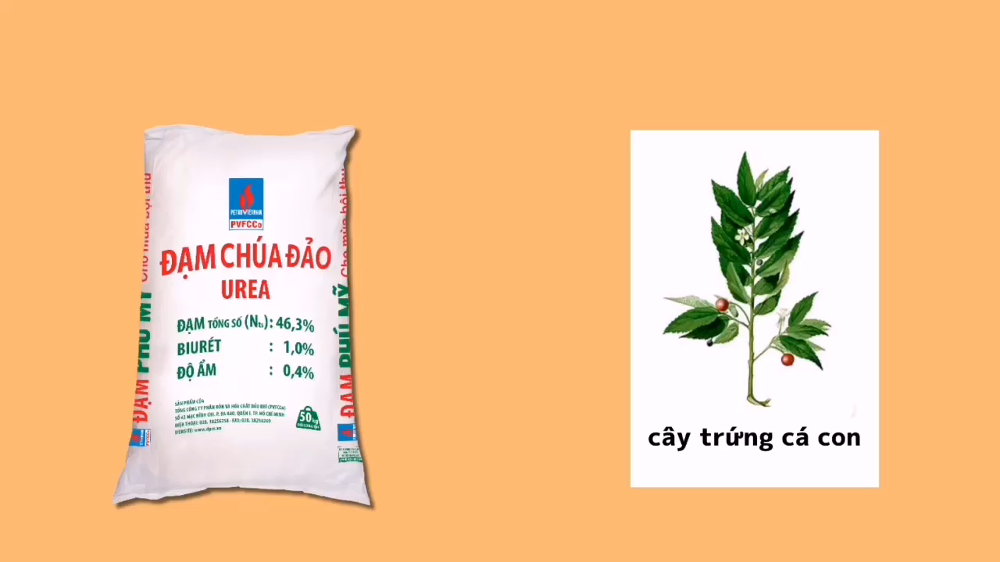 PETROVIETNAM
PVFCCo
ĐẠM CHÚA ĐẢO
UREA
ĐẠM TỔNG SỐ (Nts): 46,3%
BIURÉT : 1,0%
ĐỘ ẨM : 0,4%
SẢN PHẨM CỦA
TỔNG CÔNG TY PHÂN BÓN VÀ HÓA CHẤT DẦU KHÍ (PVFCCo)
SỐ 43 MẠC ĐĨNH CHI, P. ĐA KAO, QUẬN 1, TP. HỒ CHÍ MINH
ĐIỆN THOẠI: 028. 38256258 - FAX: 028. 38256269
WEBSITE: www.dpm.vn
50 kg
ĐẠM PHÚ MỸ Cho mùa bội thu
ĐẠM PHÚ MỸ Cho mùa bội thu
cây trứng cá con